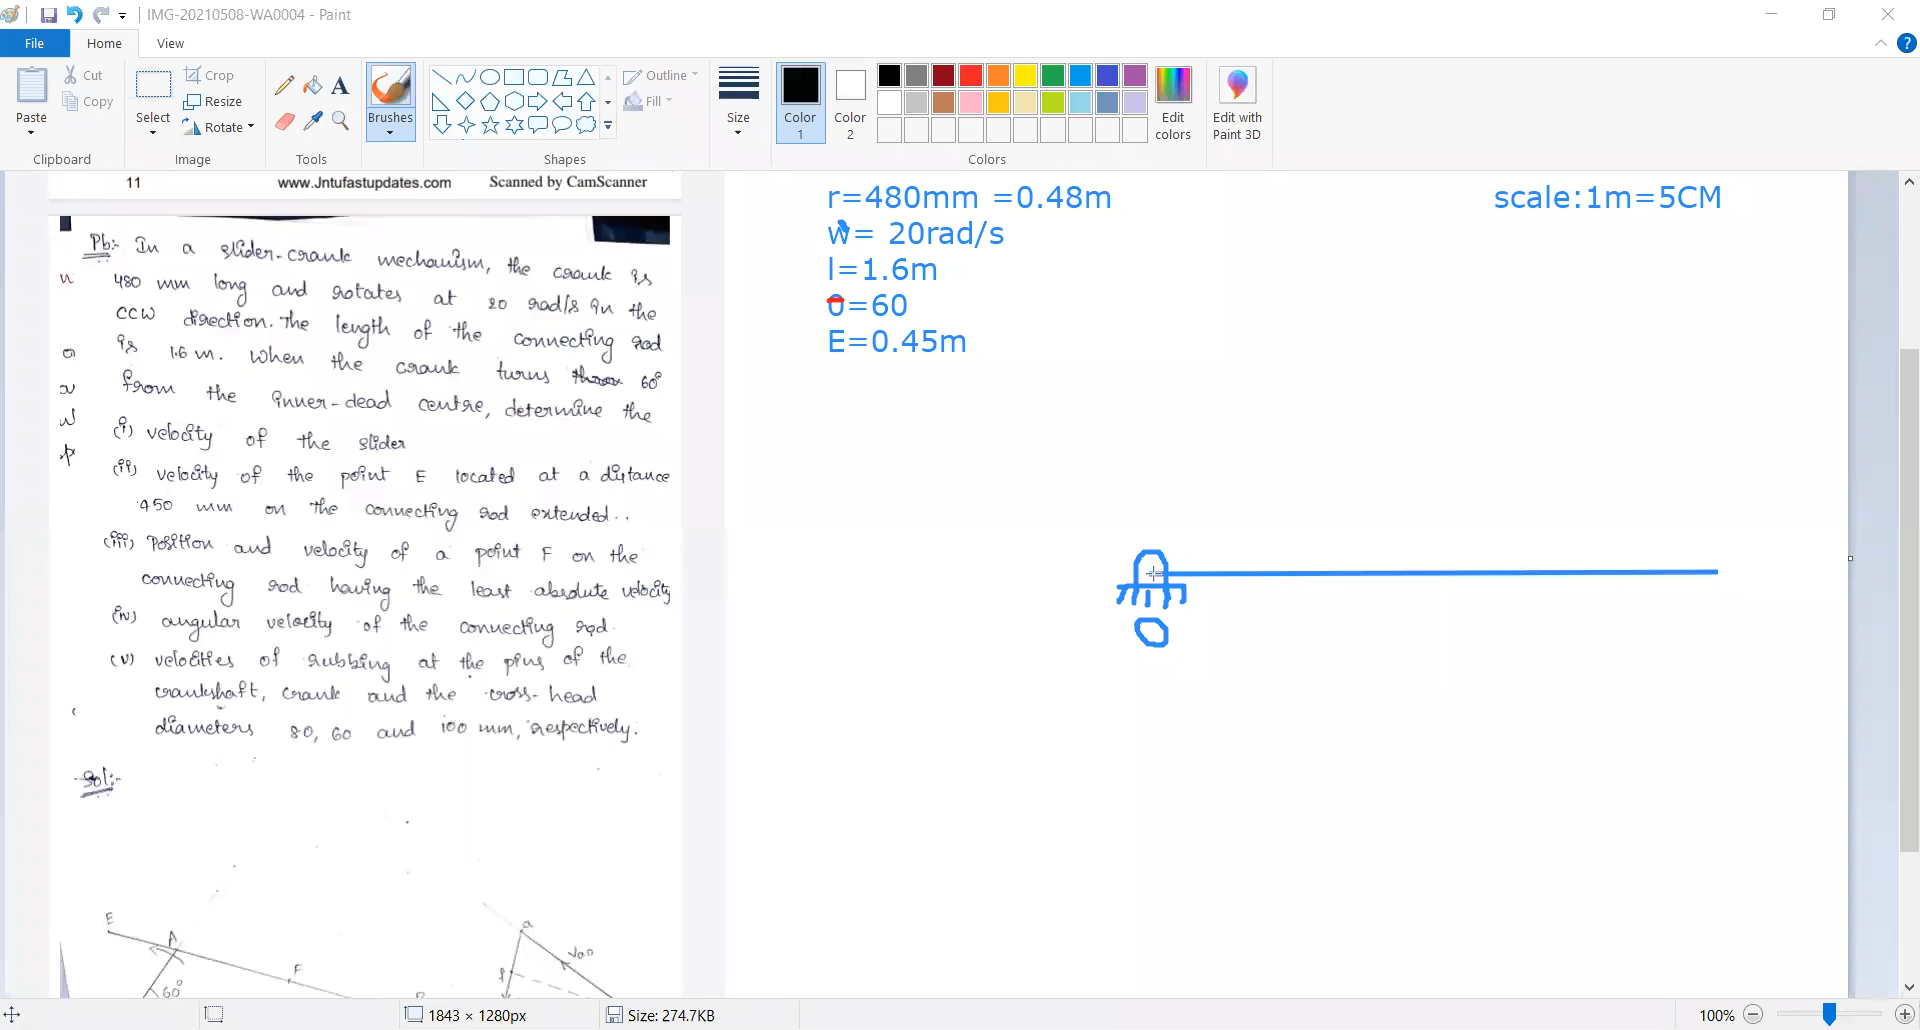 IMG-20210508-WA0004 - Paint
File Home View
Paste
Cut
Copy
Clipboard
Select
Crop
Resize
Rotate
Image
Tools
Brushes
Shapes
Outline
Fill
Size
Color 1
Color 2
Edit colors
Edit with Paint 3D
Colors
11 www.Jntufastupdates.com Scanned by CamScanner
Pb:- In a slider-crank mechanism, the crank is
480 mm long and rotates at 20 rad/s in the
CCW direction. The length of the connecting rod
is 1.6 m. When the crank turns 60°
from the inner-dead centre, determine the
(i) velocity of the slider
(ii) velocity of the point E located at a distance
450 mm on the connecting rod extended..
(iii) Position and velocity of a point F on the
connecting rod having the least absolute velocity
(iv) angular velocity of the connecting rod.
(v) velocities of rubbing at the pins of the
crankshaft, crank and the cross-head
diameters 80, 60 and 100 mm, respectively.
Sol:-
E
A
F
60°
a
f
Vao
r=480mm =0.48m
w= 20rad/s
l=1.6m
0=60
E=0.45m
scale:1m=5CM
O
1843 × 1280px
Size: 274.7KB
100%